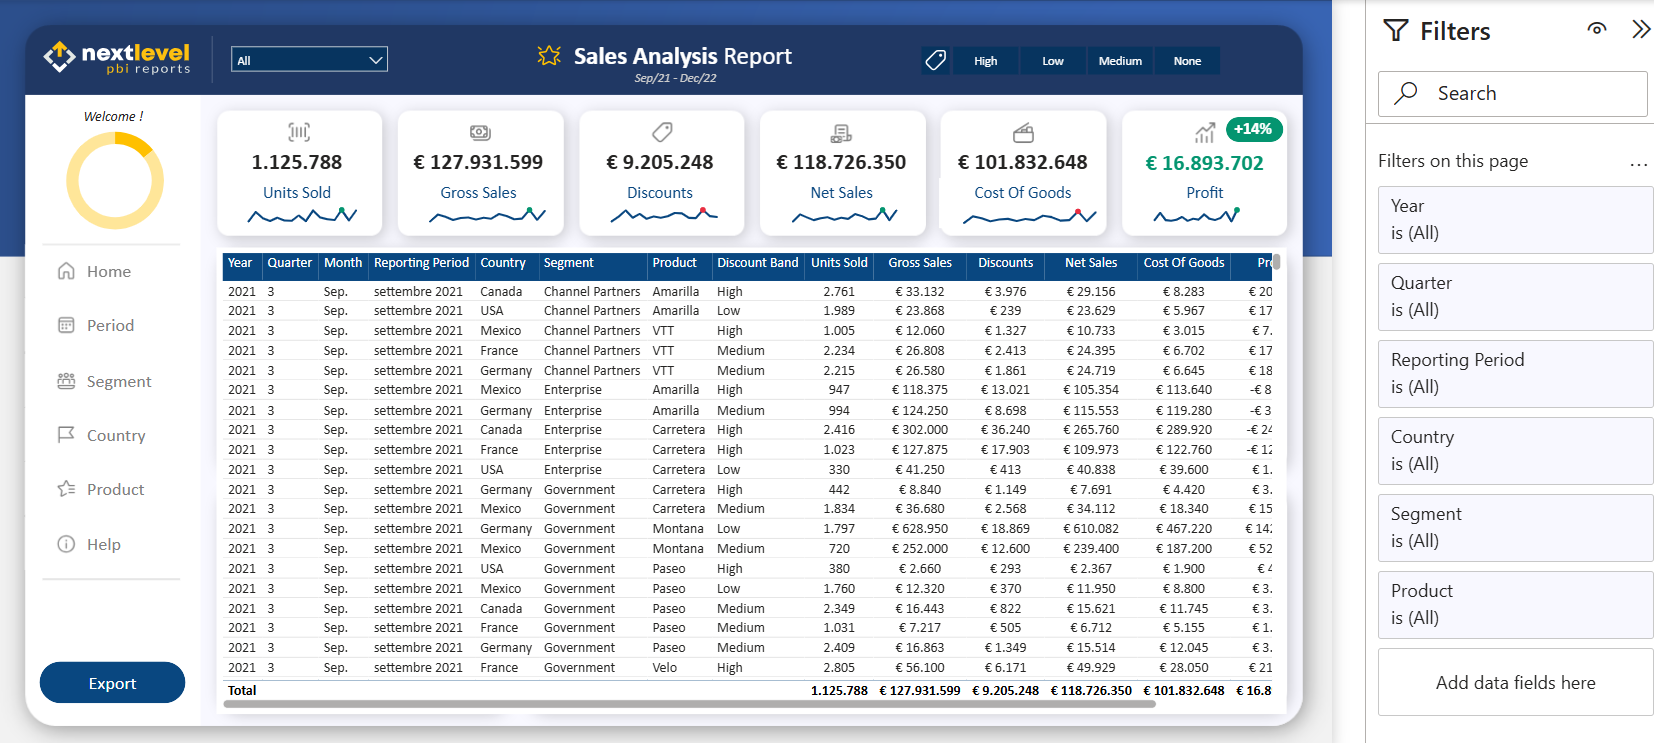 nextlevel
pbi reports
All
Sales Analysis Report
Sep/21 - Dec/22
High Low Medium None
Welcome !
Home
Period
Segment
Country
Product
Help
Export
1.125.788
Units Sold
€ 127.931.599
Gross Sales
€ 9.205.248
Discounts
€ 118.726.350
Net Sales
€ 101.832.648
Cost Of Goods
+14%
€ 16.893.702
Profit
Year Quarter Month Reporting Period Country Segment Product Discount Band Units Sold Gross Sales Discounts Net Sales Cost Of Goods Pro
2021 3 Sep. settembre 2021 Canada Channel Partners Amarilla High 2.761 € 33.132 € 3.976 € 29.156 € 8.283 € 20
2021 3 Sep. settembre 2021 USA Channel Partners Amarilla Low 1.989 € 23.868 € 239 € 23.629 € 5.967 € 17
2021 3 Sep. settembre 2021 Mexico Channel Partners VTT High 1.005 € 12.060 € 1.327 € 10.733 € 3.015 € 7.
2021 3 Sep. settembre 2021 France Channel Partners VTT Medium 2.234 € 26.808 € 2.413 € 24.395 € 6.702 € 17
2021 3 Sep. settembre 2021 Germany Channel Partners VTT Medium 2.215 € 26.580 € 1.861 € 24.719 € 6.645 € 18
2021 3 Sep. settembre 2021 Mexico Enterprise Amarilla High 947 € 118.375 € 13.021 € 105.354 € 113.640 -€ 8
2021 3 Sep. settembre 2021 Germany Enterprise Amarilla Medium 994 € 124.250 € 8.698 € 115.553 € 119.280 -€ 3
2021 3 Sep. settembre 2021 Canada Enterprise Carretera High 2.416 € 302.000 € 36.240 € 265.760 € 289.920 -€ 24
2021 3 Sep. settembre 2021 France Enterprise Carretera High 1.023 € 127.875 € 17.903 € 109.973 € 122.760 -€ 12
2021 3 Sep. settembre 2021 USA Enterprise Carretera Low 330 € 41.250 € 413 € 40.838 € 39.600 € 1.
2021 3 Sep. settembre 2021 Germany Government Carretera High 442 € 8.840 € 1.149 € 7.691 € 4.420 € 3.
2021 3 Sep. settembre 2021 Mexico Government Carretera Medium 1.834 € 36.680 € 2.568 € 34.112 € 18.340 € 15
2021 3 Sep. settembre 2021 Germany Government Montana Low 1.797 € 628.950 € 18.869 € 610.082 € 467.220 € 142
2021 3 Sep. settembre 2021 Mexico Government Montana Medium 720 € 252.000 € 12.600 € 239.400 € 187.200 € 52
2021 3 Sep. settembre 2021 USA Government Paseo High 380 € 2.660 € 293 € 2.367 € 1.900 € 4
2021 3 Sep. settembre 2021 Mexico Government Paseo Low 1.760 € 12.320 € 370 € 11.950 € 8.800 € 3.
2021 3 Sep. settembre 2021 Canada Government Paseo Medium 2.349 € 16.443 € 822 € 15.621 € 11.745 € 3.
2021 3 Sep. settembre 2021 France Government Paseo Medium 1.031 € 7.217 € 505 € 6.712 € 5.155 € 1.
2021 3 Sep. settembre 2021 Germany Government Paseo Medium 2.409 € 16.863 € 1.349 € 15.514 € 12.045 € 3.
2021 3 Sep. settembre 2021 France Government Velo High 2.805 € 56.100 € 6.171 € 49.929 € 28.050 € 21
Total 1.125.788 € 127.931.599 € 9.205.248 € 118.726.350 € 101.832.648 € 16.8
Filters
Search
Filters on this page
Year
is (All)
Quarter
is (All)
Reporting Period
is (All)
Country
is (All)
Segment
is (All)
Product
is (All)
Add data fields here